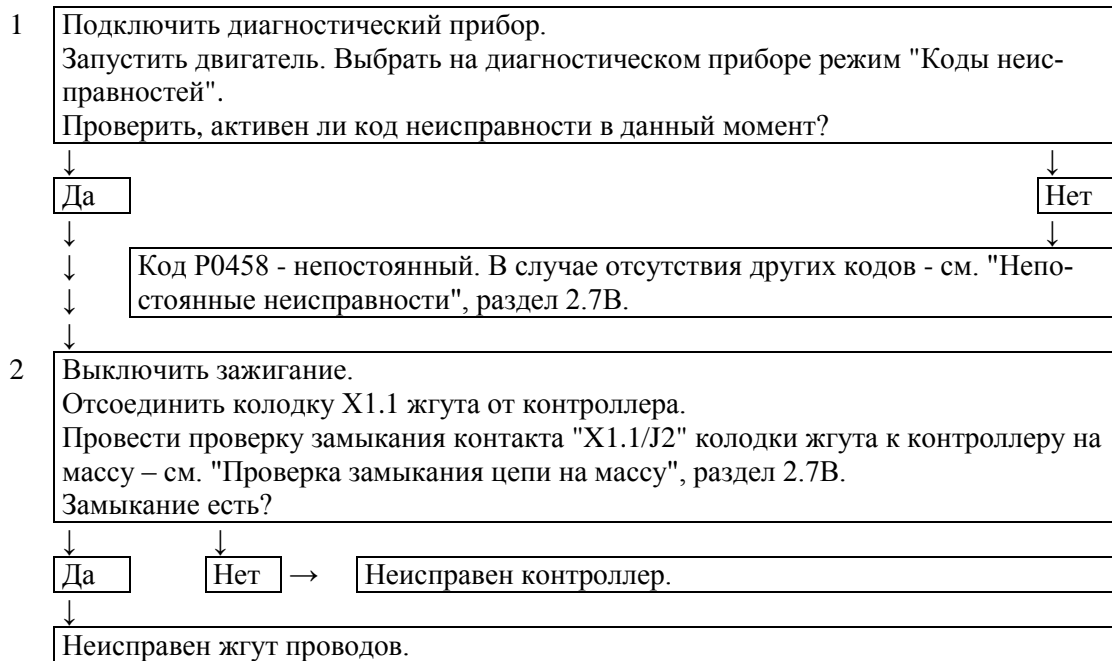 1 Подключить диагностический прибор.
Запустить двигатель. Выбрать на диагностическом приборе режим "Коды неис-
правностей".
Проверить, активен ли код неисправности в данный момент?
↓ ↓
Да Нет
↓ ↓
↓ Код P0458 - непостоянный. В случае отсутствия других кодов - см. "Непо-
↓ стоянные неисправности", раздел 2.7В.
↓
2 Выключить зажигание.
Отсоединить колодку X1.1 жгута от контроллера.
Провести проверку замыкания контакта "X1.1/J2" колодки жгута к контроллеру на
массу – см. "Проверка замыкания цепи на массу", раздел 2.7В.
Замыкание есть?
↓ ↓
Да Нет → Неисправен контроллер.
↓
Неисправен жгут проводов.